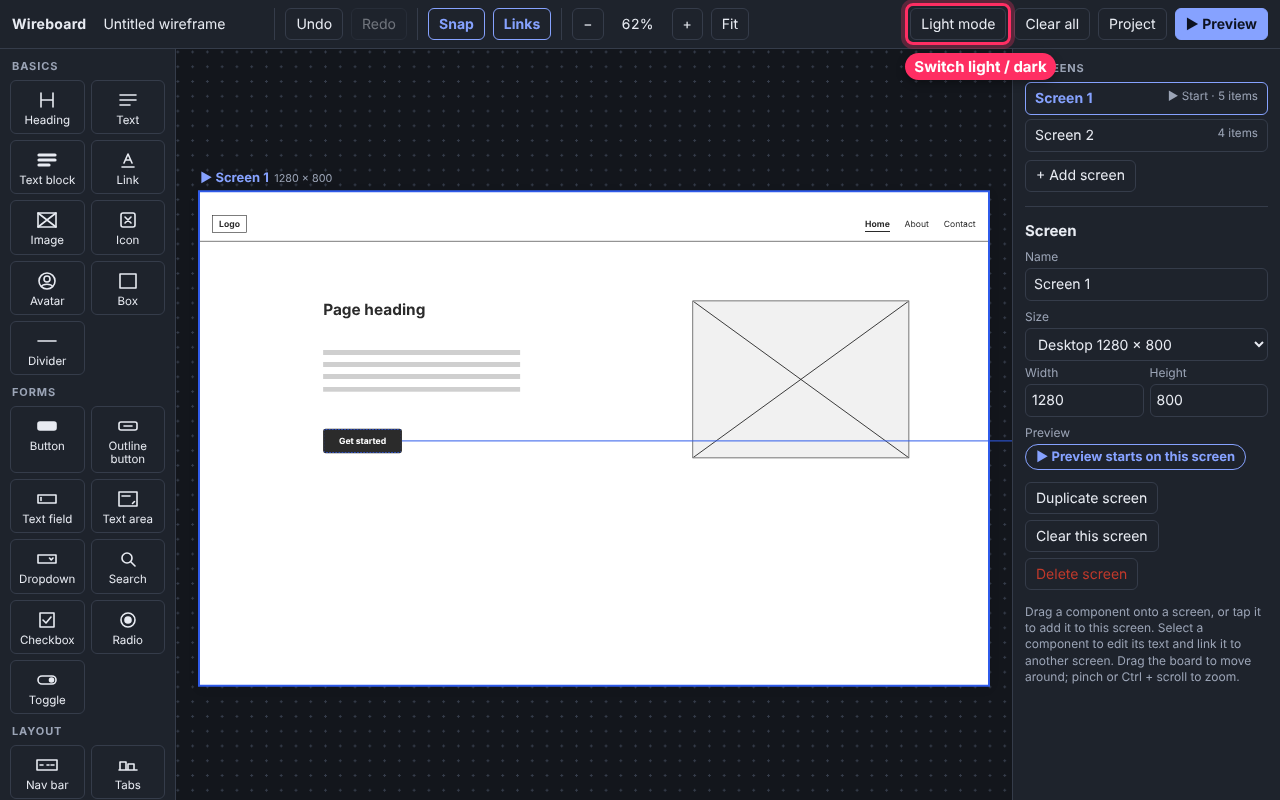 Wireboard
Untitled wireframe
Undo
Redo
Snap
Links
−
62%
+
Fit
Light mode
Clear all
Project
▶ Preview
Switch light / dark
BASICS
Heading
Text
Text block
Link
Image
Icon
Avatar
Box
Divider
FORMS
Button
Outline
button
Text field
Text area
Dropdown
Search
Checkbox
Radio
Toggle
LAYOUT
Nav bar
Tabs
▶ Screen 1 1280 × 800
Logo
Home
About
Contact
Page heading
Get started
Screen 1
▶ Start · 5 items
Screen 2
4 items
+ Add screen
Screen
Name
Screen 1
Size
Desktop 1280 × 800
Width
Height
1280
800
Preview
▶ Preview starts on this screen
Duplicate screen
Clear this screen
Delete screen
Drag a component onto a screen, or tap it
to add it to this screen. Select a
component to edit its text and link it to
another screen. Drag the board to move
around; pinch or Ctrl + scroll to zoom.